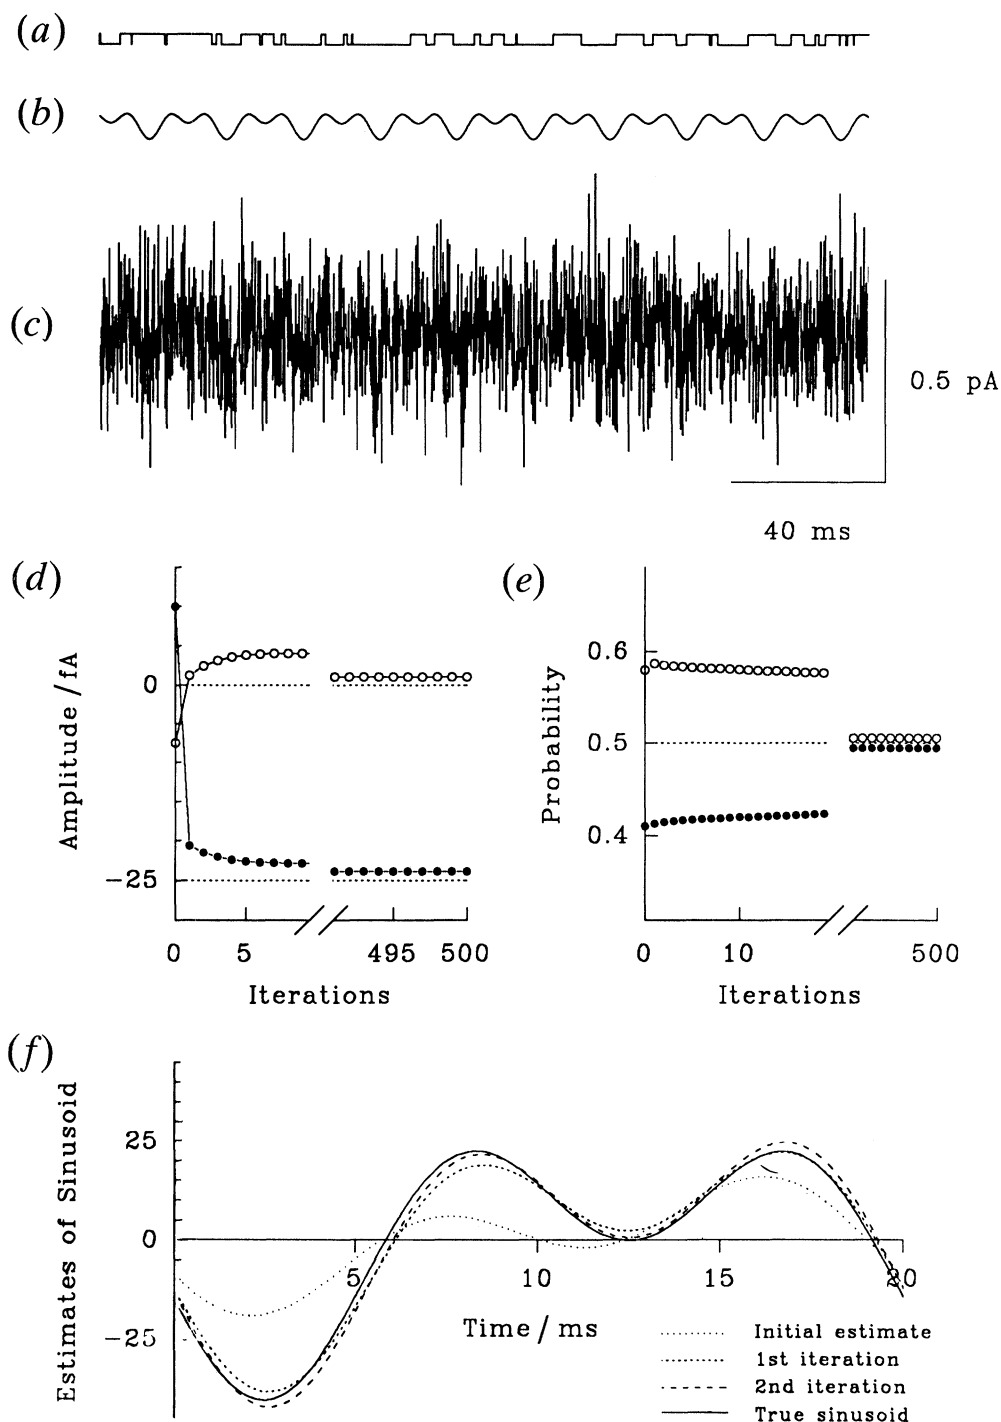 (a)
(b)
(c)
0.5 pA
40 ms
(d)
Amplitude / fA
0
−25
0 5 495 500
Iterations
(e)
Probability
0.6
0.5
0.4
0 10 500
Iterations
(f)
Estimates of Sinusoid
25
0
−25
5 10 15 20
Time / ms
Initial estimate
1st iteration
2nd iteration
True sinusoid